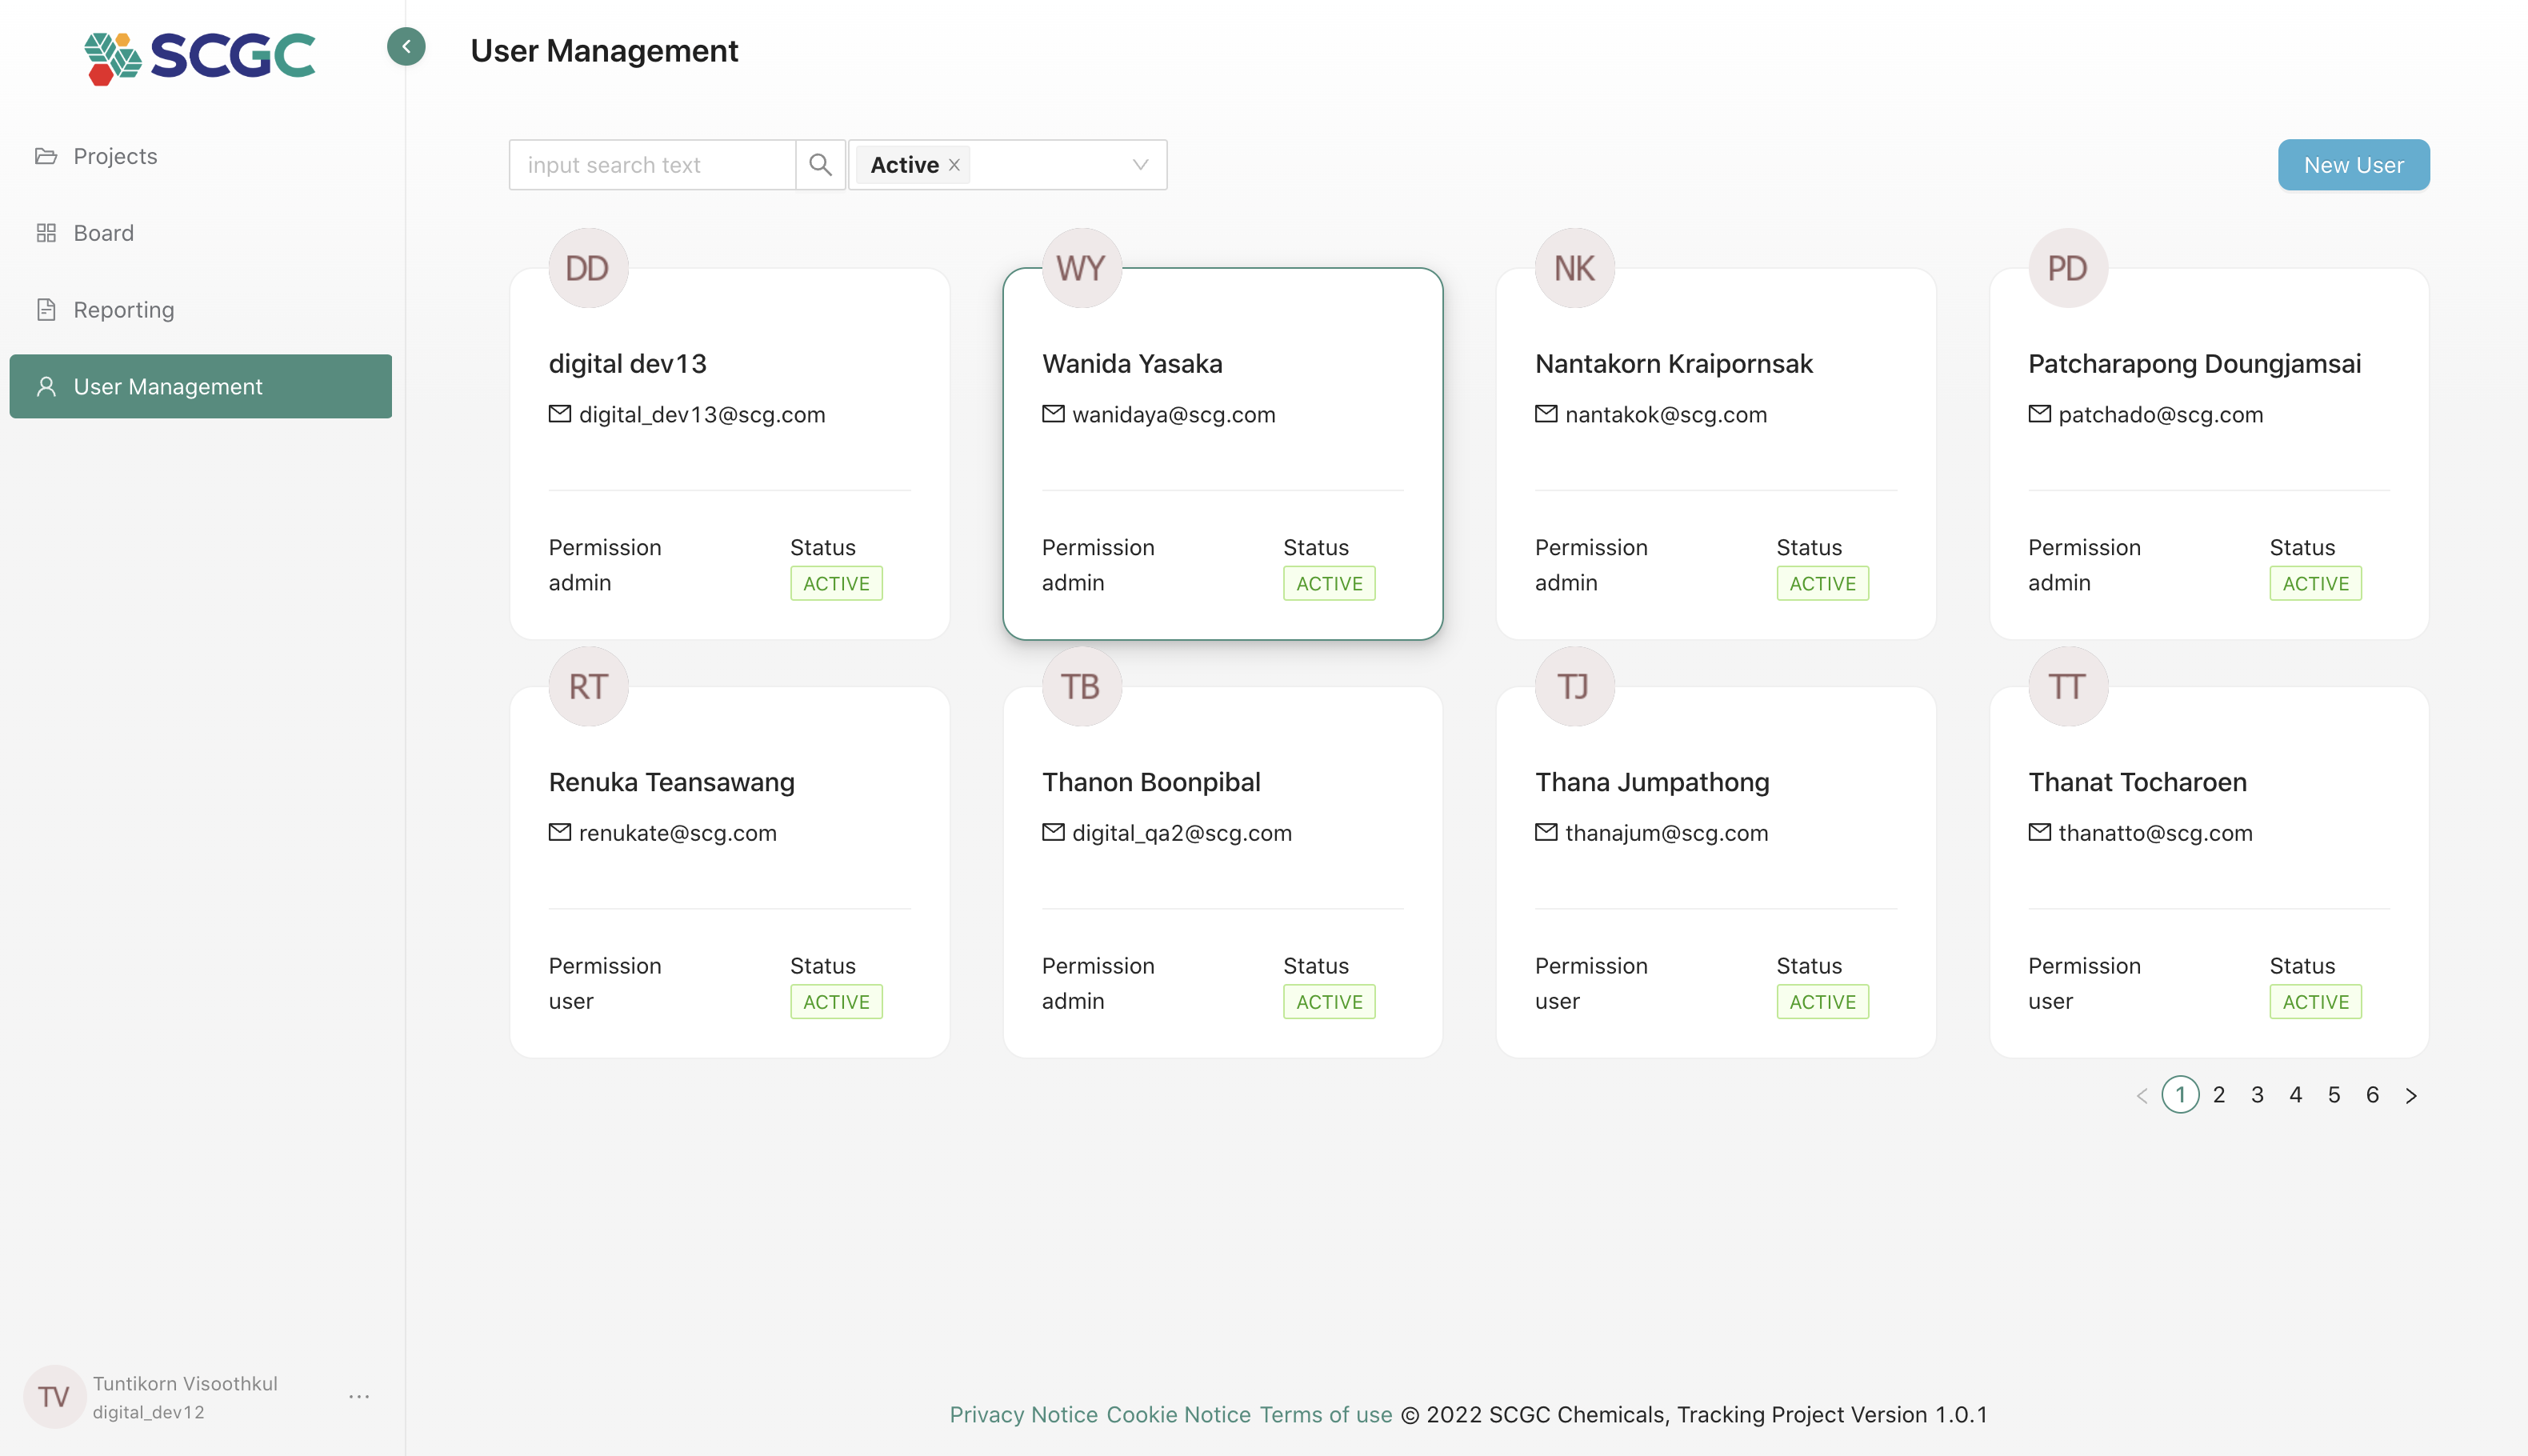 SCGC
User Management
Projects
Board
Reporting
User Management
input search text
Active
New User
DD
digital dev13
digital_dev13@scg.com
Permission
Status
admin
ACTIVE
WY
Wanida Yasaka
wanidaya@scg.com
Permission
Status
admin
ACTIVE
NK
Nantakorn Kraipornsak
nantakok@scg.com
Permission
Status
admin
ACTIVE
PD
Patcharapong Doungjamsai
patchado@scg.com
Permission
Status
admin
ACTIVE
RT
Renuka Teansawang
renukate@scg.com
Permission
Status
user
ACTIVE
TB
Thanon Boonpibal
digital_qa2@scg.com
Permission
Status
admin
ACTIVE
TJ
Thana Jumpathong
thanajum@scg.com
Permission
Status
user
ACTIVE
TT
Thanat Tocharoen
thanatto@scg.com
Permission
Status
user
ACTIVE
1 2 3 4 5 6
TV
Tuntikorn Visoothkul
digital_dev12
Privacy Notice Cookie Notice Terms of use © 2022 SCGC Chemicals, Tracking Project Version 1.0.1